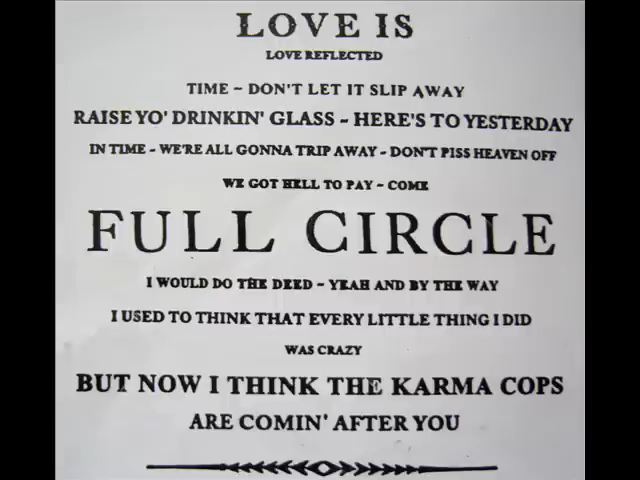 LOVE IS
LOVE REFLECTED
TIME ~ DON'T LET IT SLIP AWAY
RAISE YO' DRINKIN' GLASS ~ HERE'S TO YESTERDAY
IN TIME ~ WE'RE ALL GONNA TRIP AWAY ~ DON'T PISS HEAVEN OFF
WE GOT HELL TO PAY ~ COME
FULL CIRCLE
I WOULD DO THE DEED ~ YEAH AND BY THE WAY
I USED TO THINK THAT EVERY LITTLE THING I DID
WAS CRAZY
BUT NOW I THINK THE KARMA COPS
ARE COMIN' AFTER YOU